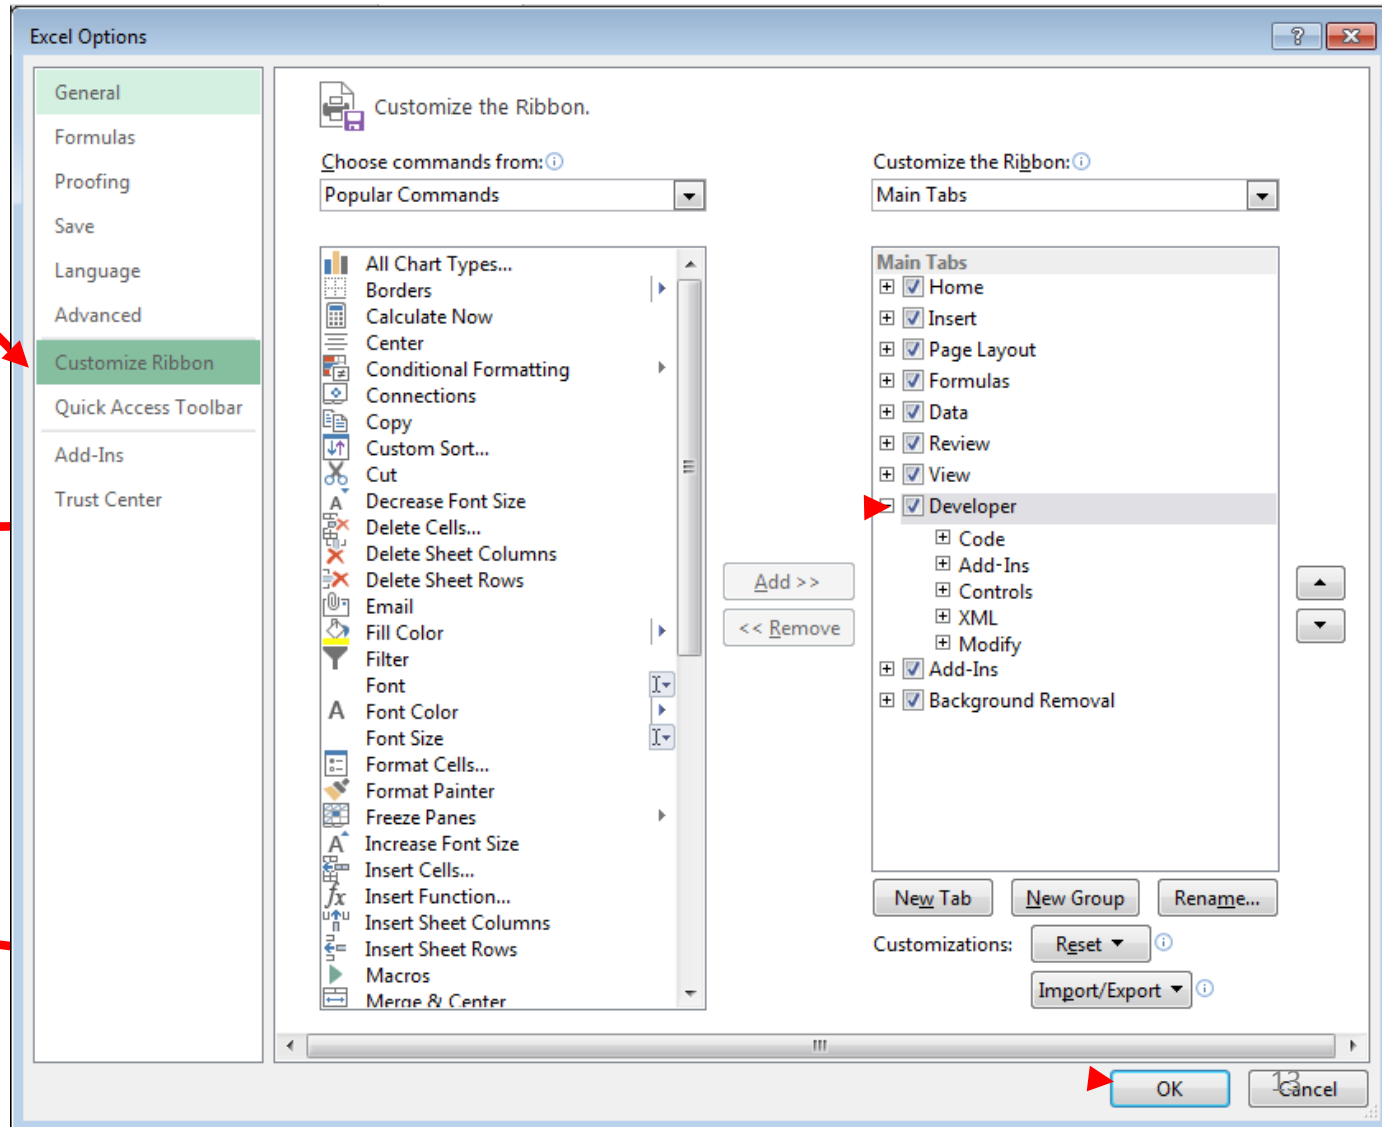 Excel Options
General
Formulas
Proofing
Save
Language
Advanced
Customize Ribbon
Quick Access Toolbar
Add-Ins
Trust Center
Customize the Ribbon.
Choose commands from:
Popular Commands
All Chart Types...
Borders
Calculate Now
Center
Conditional Formatting
Connections
Copy
Custom Sort...
Cut
Decrease Font Size
Delete Cells...
Delete Sheet Columns
Delete Sheet Rows
Email
Fill Color
Filter
Font
Font Color
Font Size
Format Cells...
Format Painter
Freeze Panes
Increase Font Size
Insert Cells...
Insert Function...
Insert Sheet Columns
Insert Sheet Rows
Macros
Merge & Center
Add >>
<< Remove
Customize the Ribbon:
Main Tabs
Main Tabs
Home
Insert
Page Layout
Formulas
Data
Review
View
Developer
Code
Add-Ins
Controls
XML
Modify
Add-Ins
Background Removal
New Tab
New Group
Rename...
Customizations:
Reset
Import/Export
OK
Cancel
13